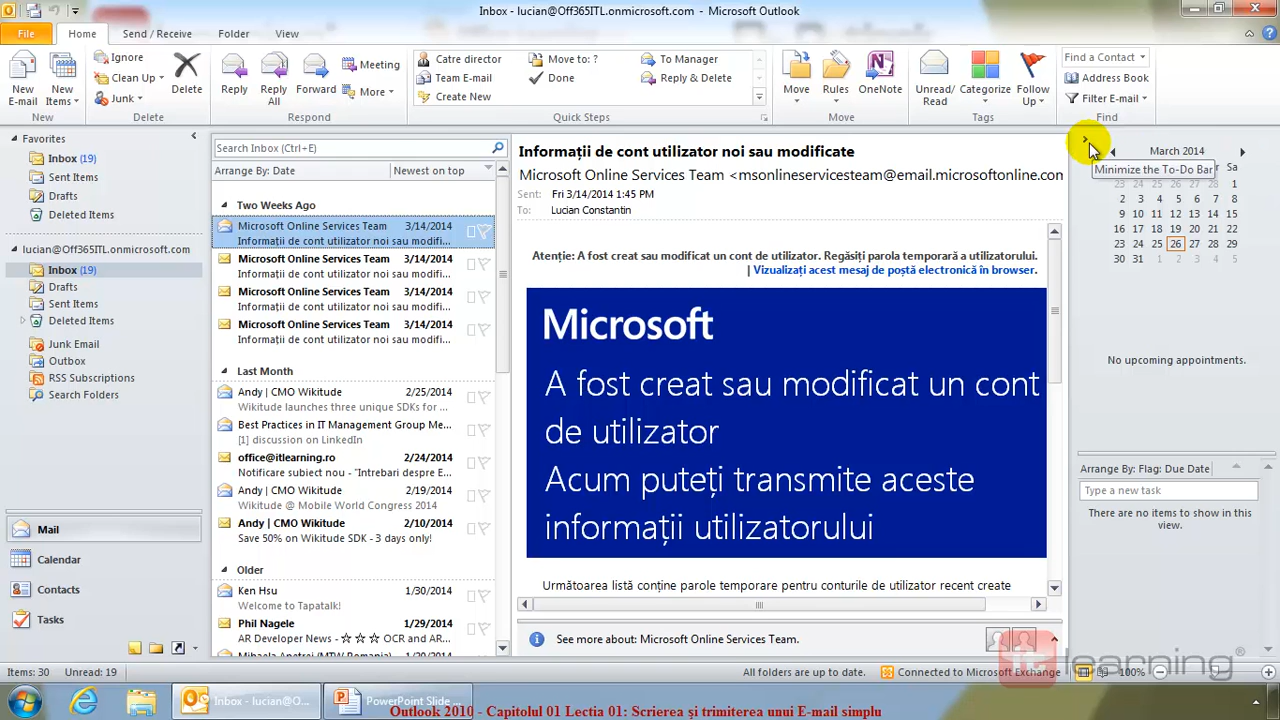 Inbox - lucian@Off365ITL.onmicrosoft.com - Microsoft Outlook
File Home Send / Receive Folder View
New E-mail
New Items
New
Ignore
Clean Up
Junk
Delete
Delete
Reply
Reply All
Forward
Meeting
More
Respond
Catre director
Team E-mail
Create New
Move to: ?
Done
To Manager
Reply & Delete
Quick Steps
Move
Rules
OneNote
Move
Unread/ Read
Categorize
Follow Up
Tags
Find a Contact
Address Book
Filter E-mail
Find
Favorites
Inbox (19)
Sent Items
Drafts
Deleted Items
lucian@Off365ITL.onmicrosoft.com
Inbox (19)
Drafts
Sent Items
Deleted Items
Junk Email
Outbox
RSS Subscriptions
Search Folders
Mail
Calendar
Contacts
Tasks
Search Inbox (Ctrl+E)
Arrange By: Date Newest on top
Two Weeks Ago
Microsoft Online Services Team 3/14/2014
Informații de cont utilizator noi sau modifi...
Microsoft Online Services Team 3/14/2014
Informații de cont utilizator noi sau modifi...
Microsoft Online Services Team 3/14/2014
Informații de cont utilizator noi sau modifi...
Microsoft Online Services Team 3/14/2014
Informații de cont utilizator noi sau modifi...
Last Month
Andy | CMO Wikitude 2/25/2014
Wikitude launches three unique SDKs for ...
Best Practices in IT Management Group Me...
[1] discussion on LinkedIn
office@itlearning.ro 2/24/2014
Notificare subiect nou - "Intrebari despre E...
Andy | CMO Wikitude 2/19/2014
Wikitude @ Mobile World Congress 2014
Andy | CMO Wikitude 2/10/2014
Save 50% on Wikitude SDK - 3 days only!
Older
Ken Hsu 1/30/2014
Welcome to Tapatalk!
Phil Nagele 1/29/2014
AR Developer News - ☆ ☆ ☆ OCR and AR...
Mihaela Apetrei (MTW Romania) 1/20/2014
Informații de cont utilizator noi sau modificate
Microsoft Online Services Team <msonlineservicesteam@email.microsoftonline.com
Sent: Fri 3/14/2014 1:45 PM
To: Lucian Constantin
Atenție: A fost creat sau modificat un cont de utilizator. Regăsiți parola temporară a utilizatorului.
| Vizualizați acest mesaj de poștă electronică în browser.
Microsoft
A fost creat sau modificat un cont
de utilizator
Acum puteți transmite aceste
informații utilizatorului
Următoarea listă conține parole temporare pentru conturile de utilizator recent create
See more about: Microsoft Online Services Team.
March 2014
Minimize the To-Do Bar
Sa
23 24 25 26 27 28 1
2 3 4 5 6 7 8
9 10 11 12 13 14 15
16 17 18 19 20 21 22
23 24 25 26 27 28 29
30 31 1 2 3 4 5
No upcoming appointments.
Arrange By: Flag: Due Date
Type a new task
There are no items to show in this
view.
Items: 30 Unread: 19
All folders are up to date. Connected to Microsoft Exchange 100%
it learning ®
Inbox - lucian@O...
PowerPoint Slide ...
Outlook 2010 - Capitolul 01 Lectia 01: Scrierea şi trimiterea unui E-mail simplu